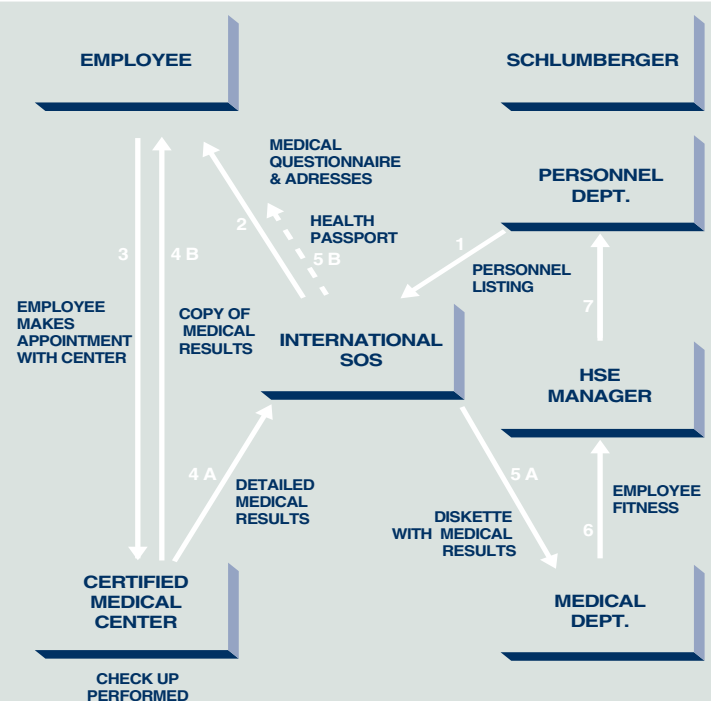 EMPLOYEE
SCHLUMBERGER
MEDICAL
QUESTIONNAIRE
& ADRESSES
PERSONNEL
DEPT.
2
HEALTH
PASSPORT
3
4 B
5 B
1
PERSONNEL
LISTING
EMPLOYEE
MAKES
APPOINTMENT
WITH CENTER
COPY OF
MEDICAL
RESULTS
INTERNATIONAL
SOS
7
HSE
MANAGER
4 A
DETAILED
MEDICAL
RESULTS
5 A
DISKETTE
WITH MEDICAL
RESULTS
EMPLOYEE
FITNESS
6
CERTIFIED
MEDICAL
CENTER
MEDICAL
DEPT.
CHECK UP
PERFORMED